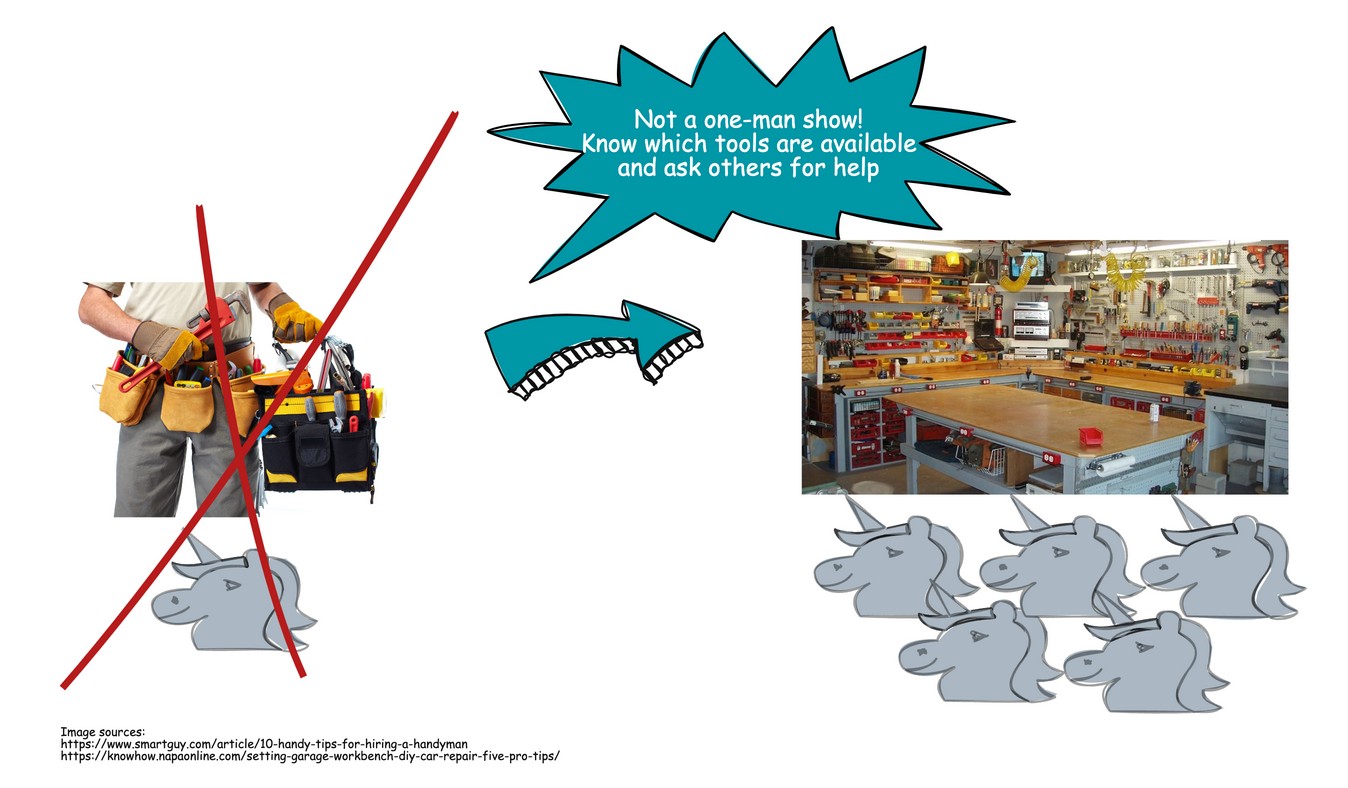 Not a one-man show!
Know which tools are available
and ask others for help
Image sources:
https://www.smartguy.com/article/10-handy-tips-for-hiring-a-handyman
https://knowhow.napaonline.com/setting-garage-workbench-diy-car-repair-five-pro-tips/